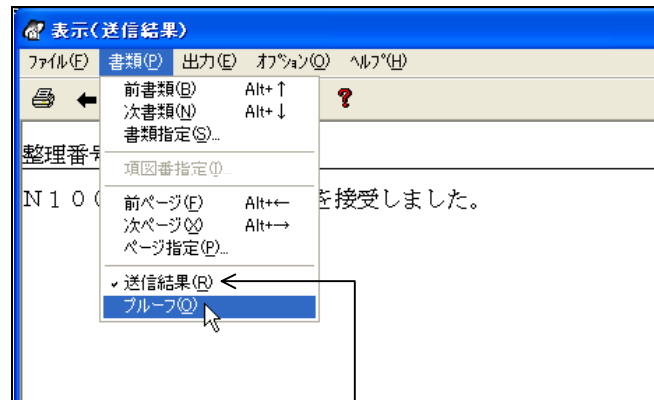 表示(送信結果)
ファイル(F) 書類(P) 出力(E) オプション(O) ヘルプ(H)
前書類(B) Alt+↑
次書類(N) Alt+↓
書類指定(S)...
整理番号
項図番指定(I)...
N10 を接受しました。
前ページ(F) Alt+←
次ページ(X) Alt+→
ページ指定(P)...
✓送信結果(R)
プルーフ(O)